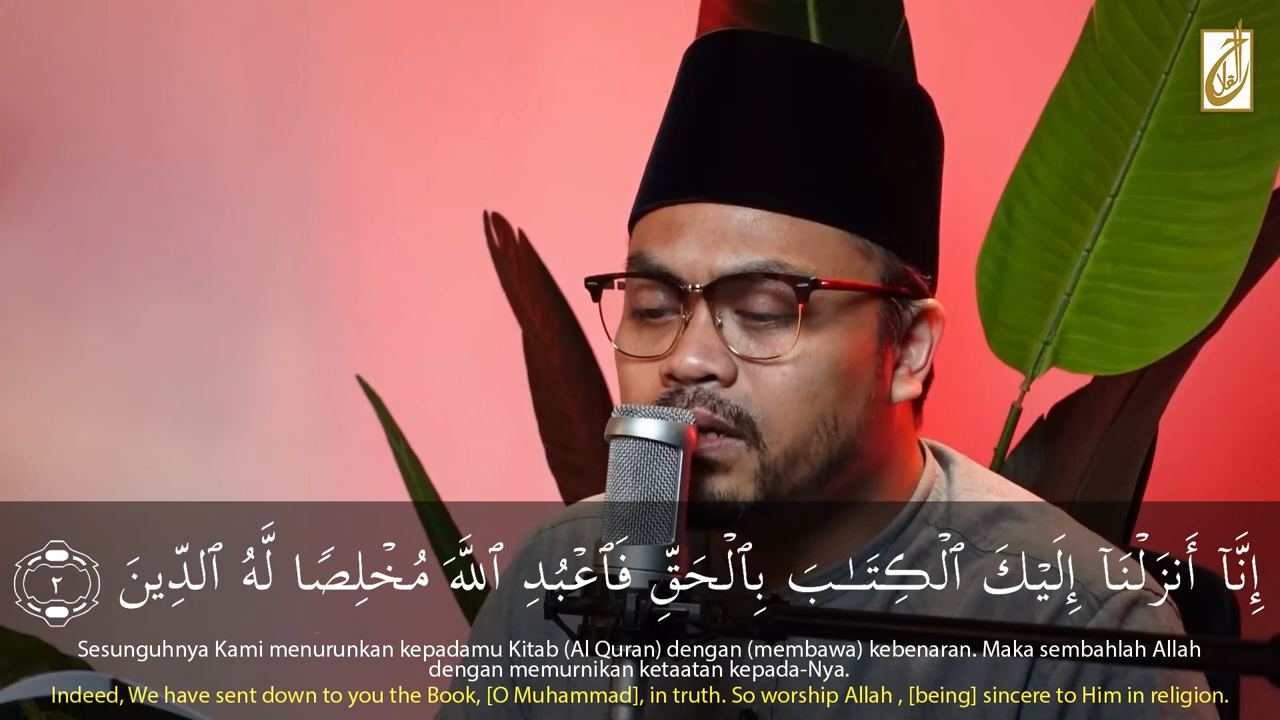 إِنَّآ أَنزَلْنَآ إِلَيْكَ ٱلْكِتَـٰبَ بِٱلْحَقِّ فَٱعْبُدِ ٱللَّهَ مُخْلِصًا لَّهُ ٱلدِّينَ ٢
Sesunguhnya Kami menurunkan kepadamu Kitab (Al Quran) dengan (membawa) kebenaran. Maka sembahlah Allah
dengan memurnikan ketaatan kepada-Nya.
Indeed, We have sent down to you the Book, [O Muhammad], in truth. So worship Allah , [being] sincere to Him in religion.